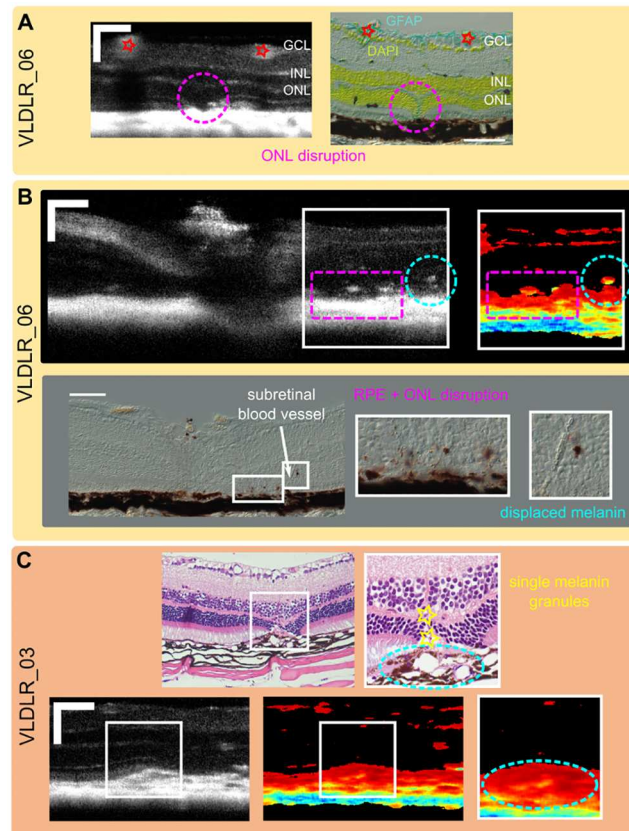 A
VLDLR_06
GCL
INL
ONL
GFAP
DAPI
GCL
INL
ONL
ONL disruption
B
VLDLR_06
subretinal
blood vessel
RPE + ONL disruption
displaced melanin
C
VLDLR_03
single melanin
granules